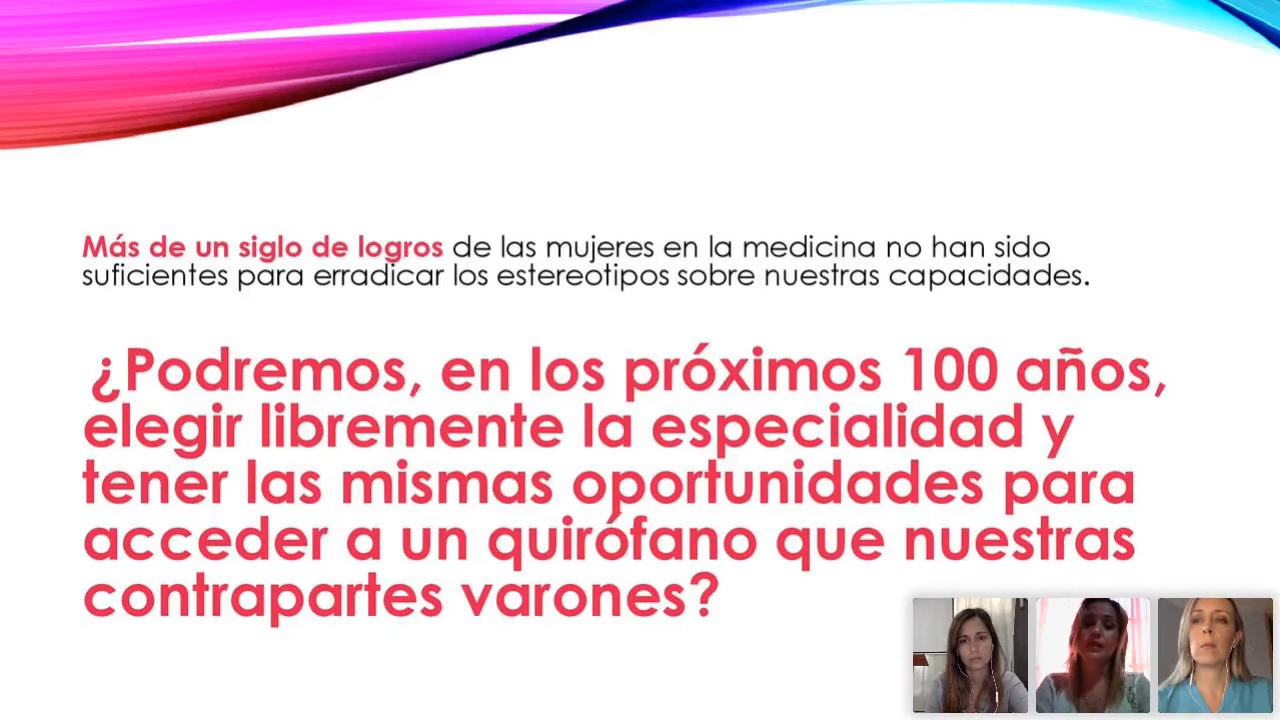 Más de un siglo de logros de las mujeres en la medicina no han sido
suficientes para erradicar los estereotipos sobre nuestras capacidades.
¿Podremos, en los próximos 100 años,
elegir libremente la especialidad y
tener las mismas oportunidades para
acceder a un quirófano que nuestras
contrapartes varones?